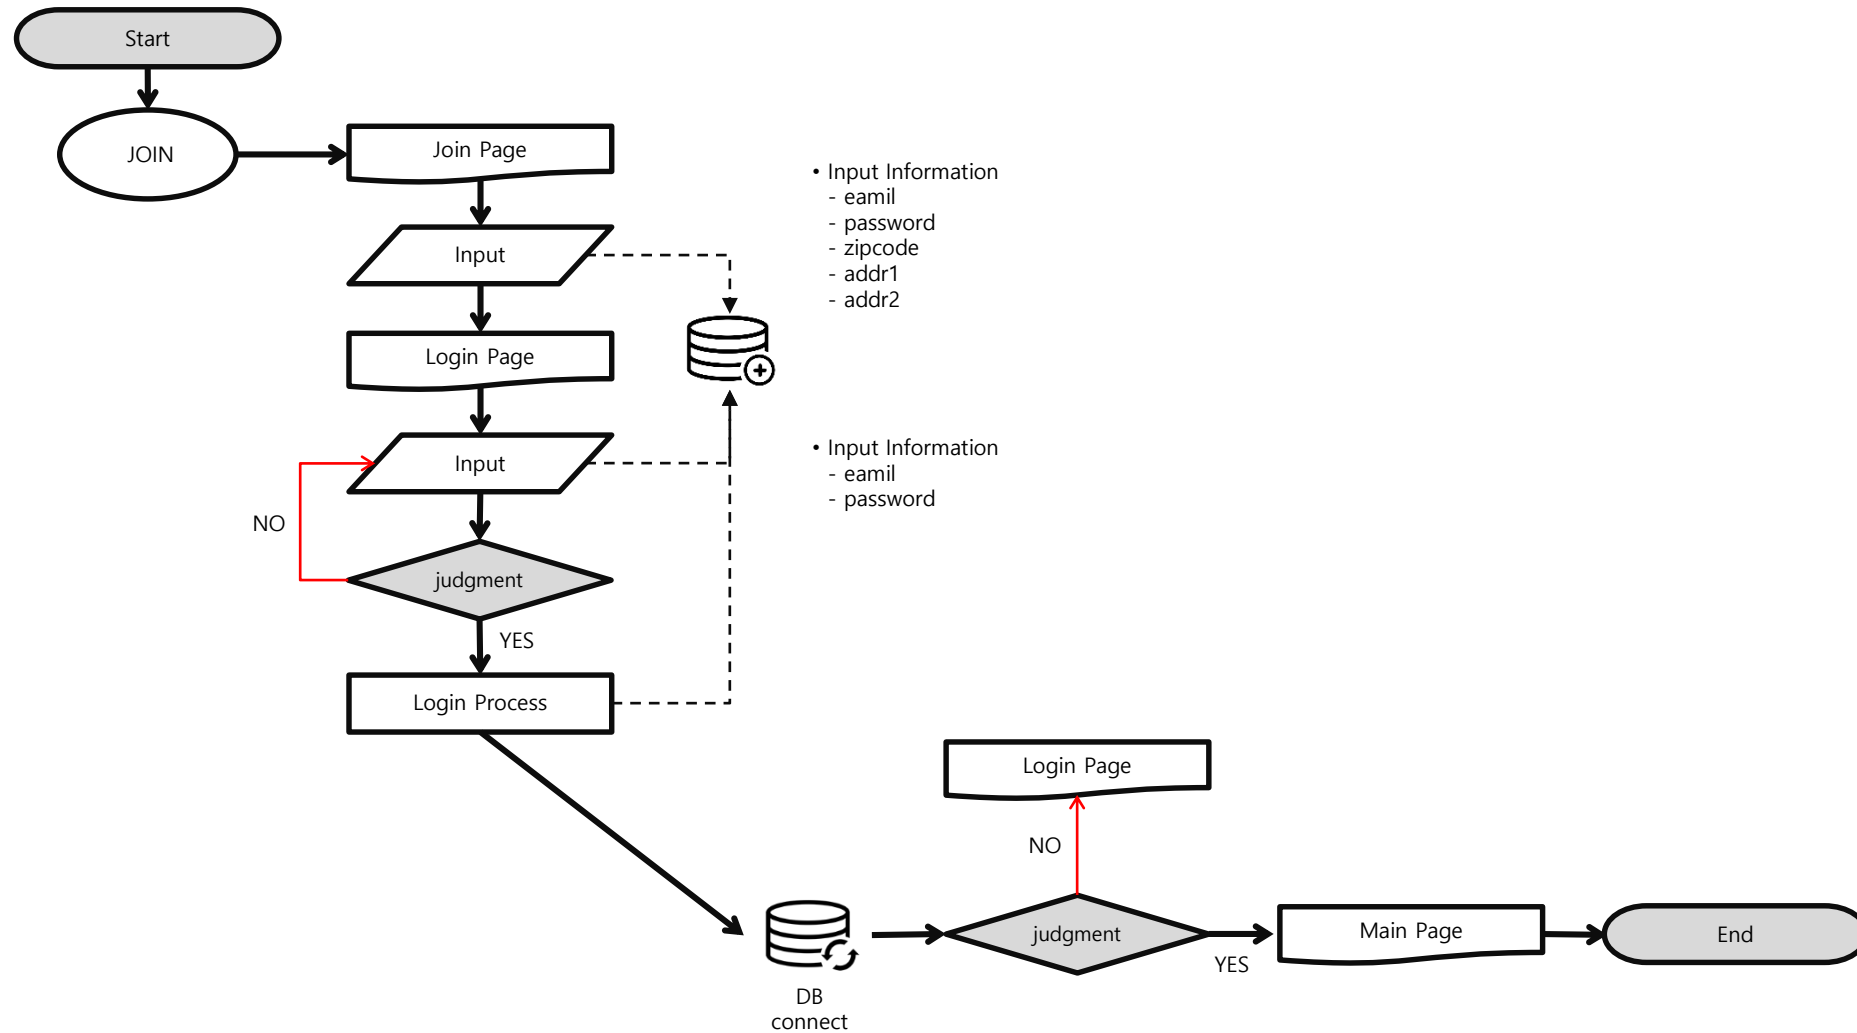 Start
JOIN
Join Page
• Input Information
- eamil
- password
- zipcode
- addr1
- addr2
Input
Login Page
Input
• Input Information
- eamil
- password
NO
judgment
YES
Login Process
Login Page
NO
judgment
YES
Main Page
End
DB
connect